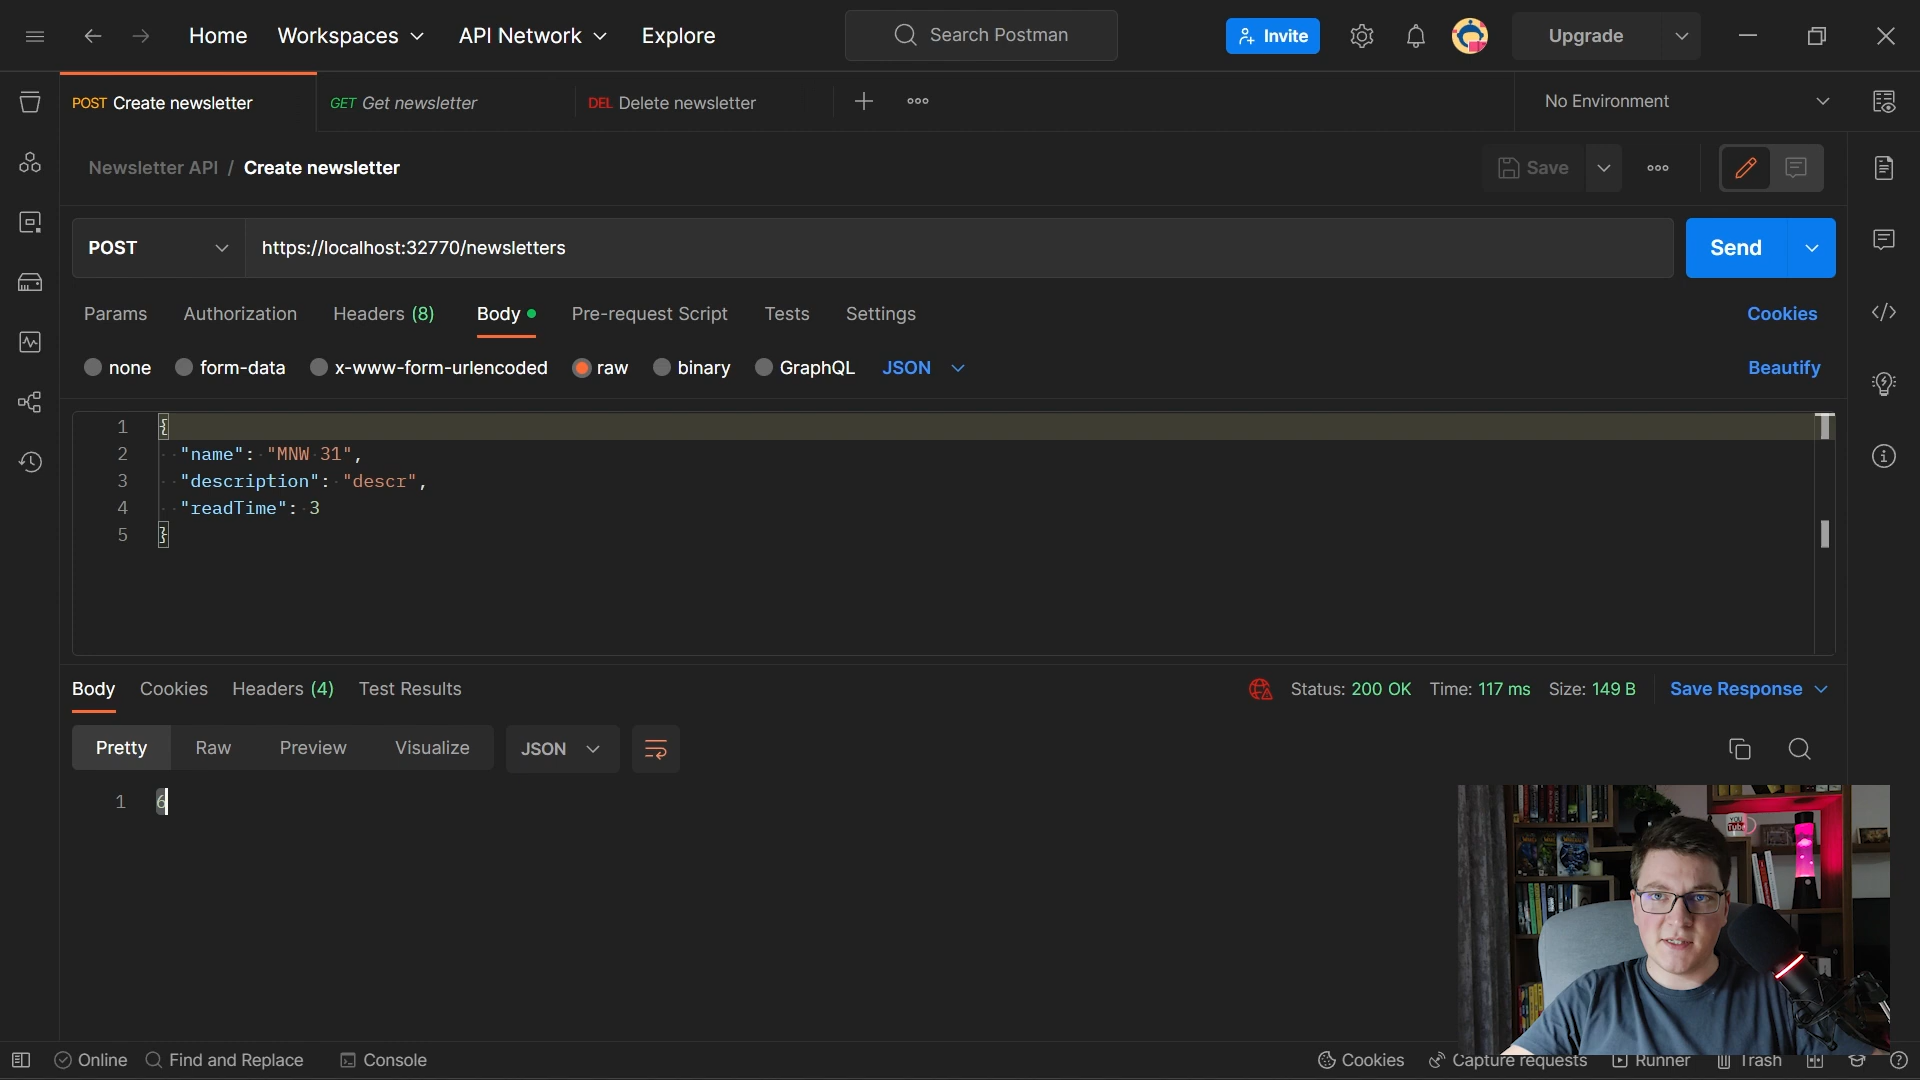 Home Workspaces API Network Explore Search Postman Invite Upgrade
POST Create newsletter GET Get newsletter DEL Delete newsletter No Environment
Newsletter API / Create newsletter Save
POST https://localhost:32770/newsletters Send
Params Authorization Headers (8) Body Pre-request Script Tests Settings Cookies
none form-data x-www-form-urlencoded raw binary GraphQL JSON Beautify
1 {
2 "name": "MNW 31",
3 "description": "descr",
4 "readTime": 3
5 }
Body Cookies Headers (4) Test Results Status: 200 OK Time: 117 ms Size: 149 B Save Response
Pretty Raw Preview Visualize JSON
1 6
YOU
Tube
Online Find and Replace Console Cookies Capture requests Runner Trash